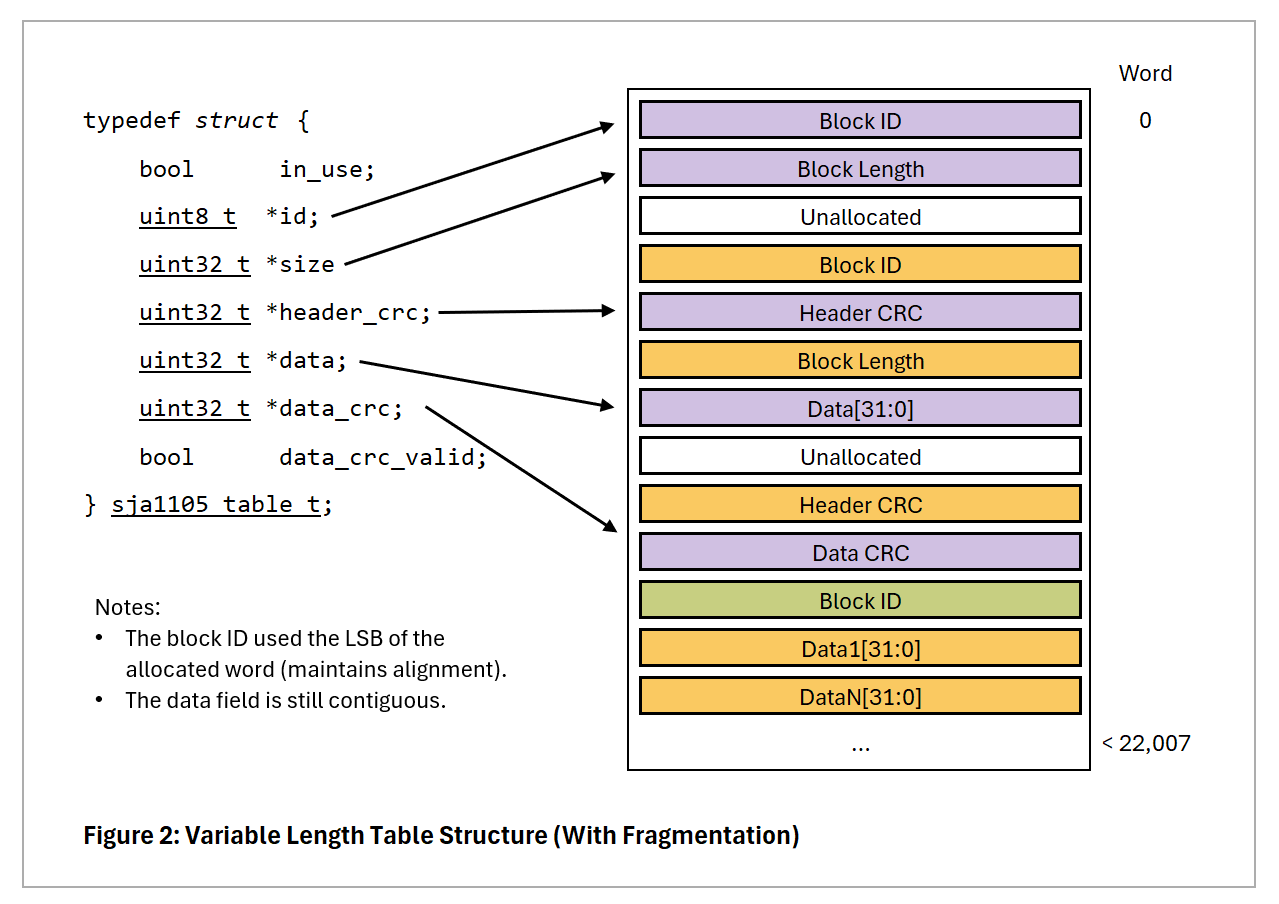 typedef struct {
bool in_use;
uint8_t *id;
uint32_t *size
uint32_t *header_crc;
uint32_t *data;
uint32_t *data_crc;
bool data_crc_valid;
} sja1105_table_t;
Notes:
• The block ID used the LSB of the
allocated word (maintains alignment).
• The data field is still contiguous.
Word
Block ID
0
Block Length
Unallocated
Block ID
Header CRC
Block Length
Data[31:0]
Unallocated
Header CRC
Data CRC
Block ID
Data1[31:0]
DataN[31:0]
...
< 22,007
Figure 2: Variable Length Table Structure (With Fragmentation)